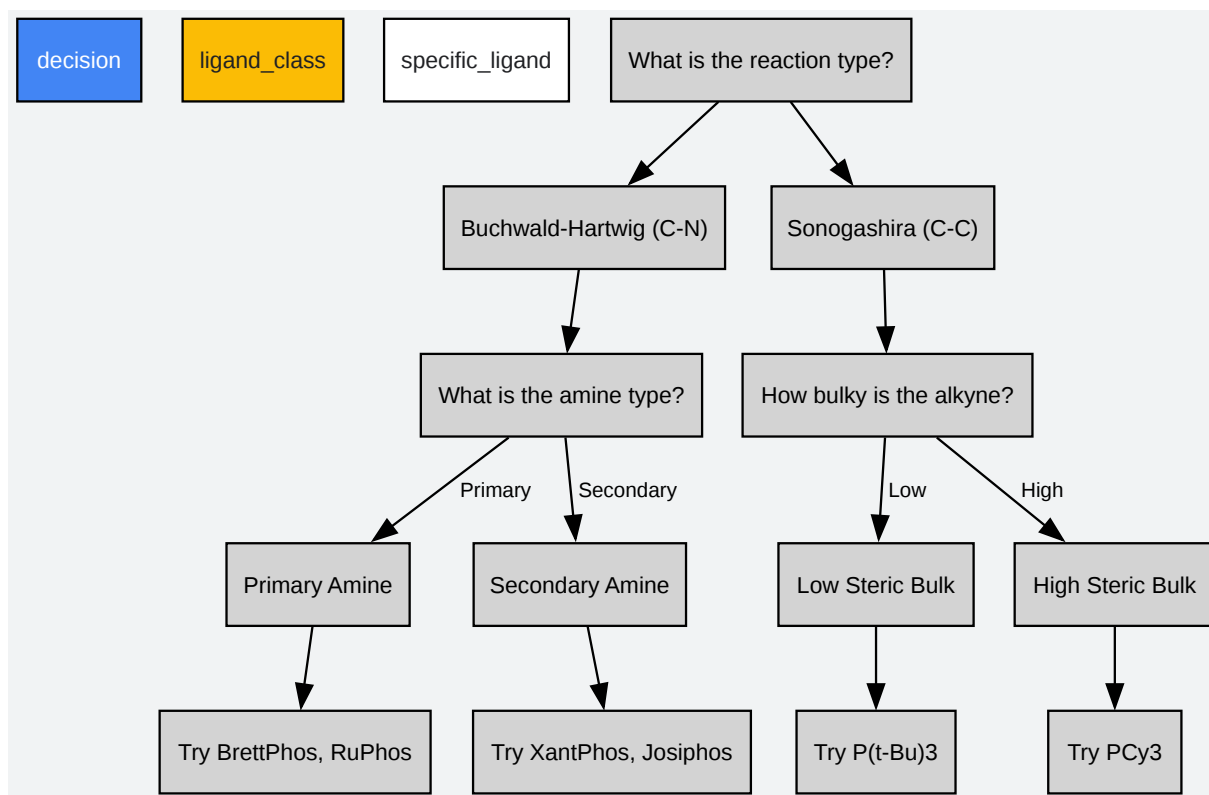 decision
ligand_class
specific_ligand
What is the reaction type?
Buchwald-Hartwig (C-N)
Sonogashira (C-C)
What is the amine type?
How bulky is the alkyne?
Primary
Secondary
Low
High
Primary Amine
Secondary Amine
Low Steric Bulk
High Steric Bulk
Try BrettPhos, RuPhos
Try XantPhos, Josiphos
Try P(t-Bu)3
Try PCy3